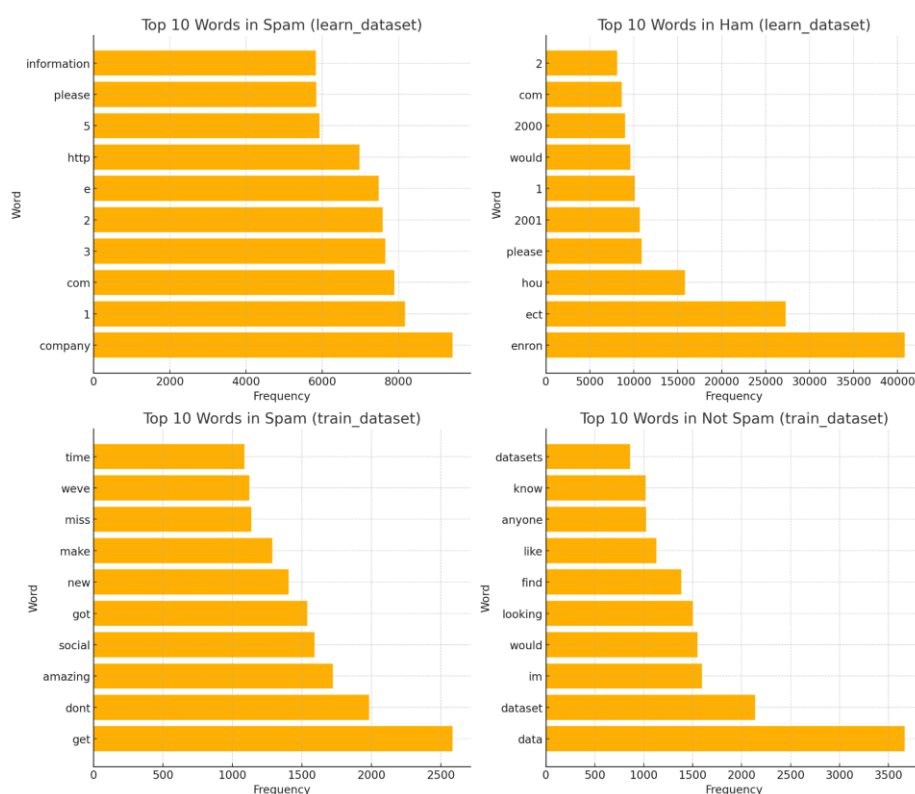 Top 10 Words in Spam (learn_dataset)
information
please
5
http
e
2
3
com
1
company
Word
0 2000 4000 6000 8000
Frequency
Top 10 Words in Ham (learn_dataset)
2
com
2000
would
1
2001
please
hou
ect
enron
Word
0 5000 10000 15000 20000 25000 30000 35000 40000
Frequency
Top 10 Words in Spam (train_dataset)
time
weve
miss
make
new
got
social
amazing
dont
get
Word
0 500 1000 1500 2000 2500
Frequency
Top 10 Words in Not Spam (train_dataset)
datasets
know
anyone
like
find
looking
would
im
dataset
data
Word
0 500 1000 1500 2000 2500 3000 3500
Frequency